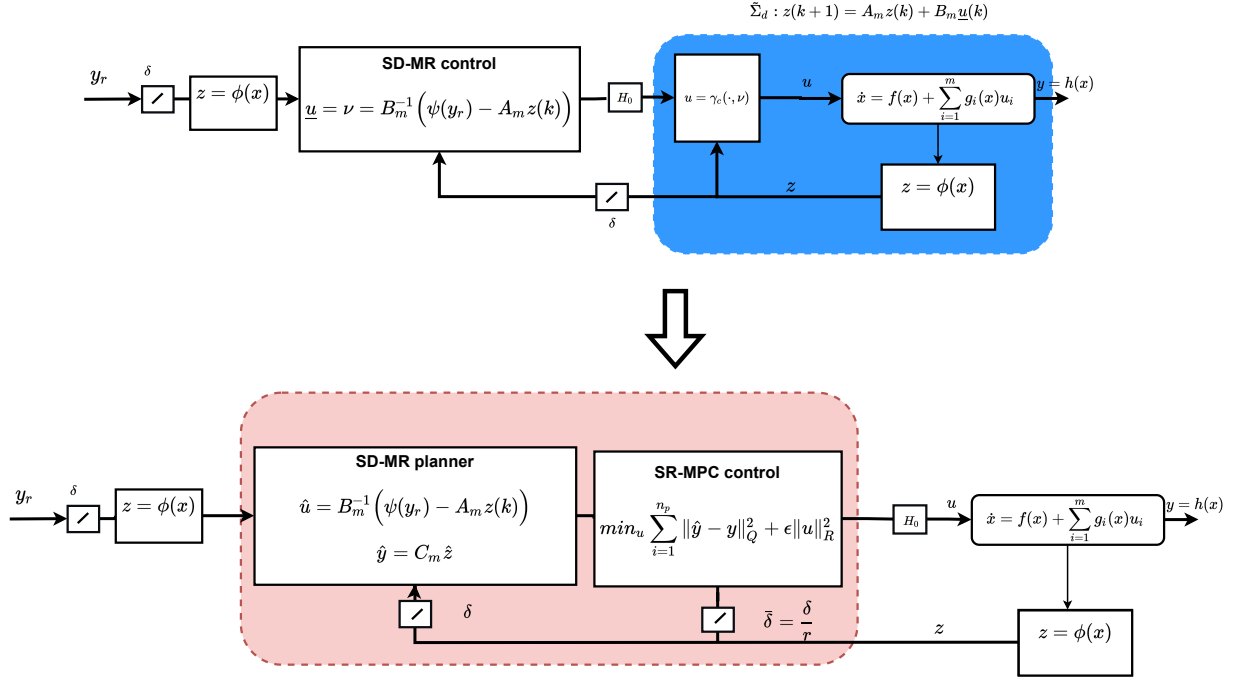 Σ̃_d : z(k + 1) = A_m z(k) + B_m u̲(k)
y_r
δ
z = ϕ(x)
SD-MR control
u̲ = ν = B_m^{-1}(ψ(y_r) − A_m z(k))
H_0
u = γ_c(·, ν)
u
ẋ = f(x) + ∑_{i=1}^{m} g_i(x)u_i
y = h(x)
z
z = ϕ(x)
δ
y_r
δ
z = ϕ(x)
SD-MR planner
û = B_m^{-1}(ψ(y_r) − A_m z(k))
ŷ = C_m ẑ
SR-MPC control
min_u ∑_{i=1}^{n_p} ‖ŷ − y‖_Q^2 + ϵ‖u‖_R^2
H_0
u
ẋ = f(x) + ∑_{i=1}^{m} g_i(x)u_i
y = h(x)
δ
δ̄ = δ/r
z
z = ϕ(x)